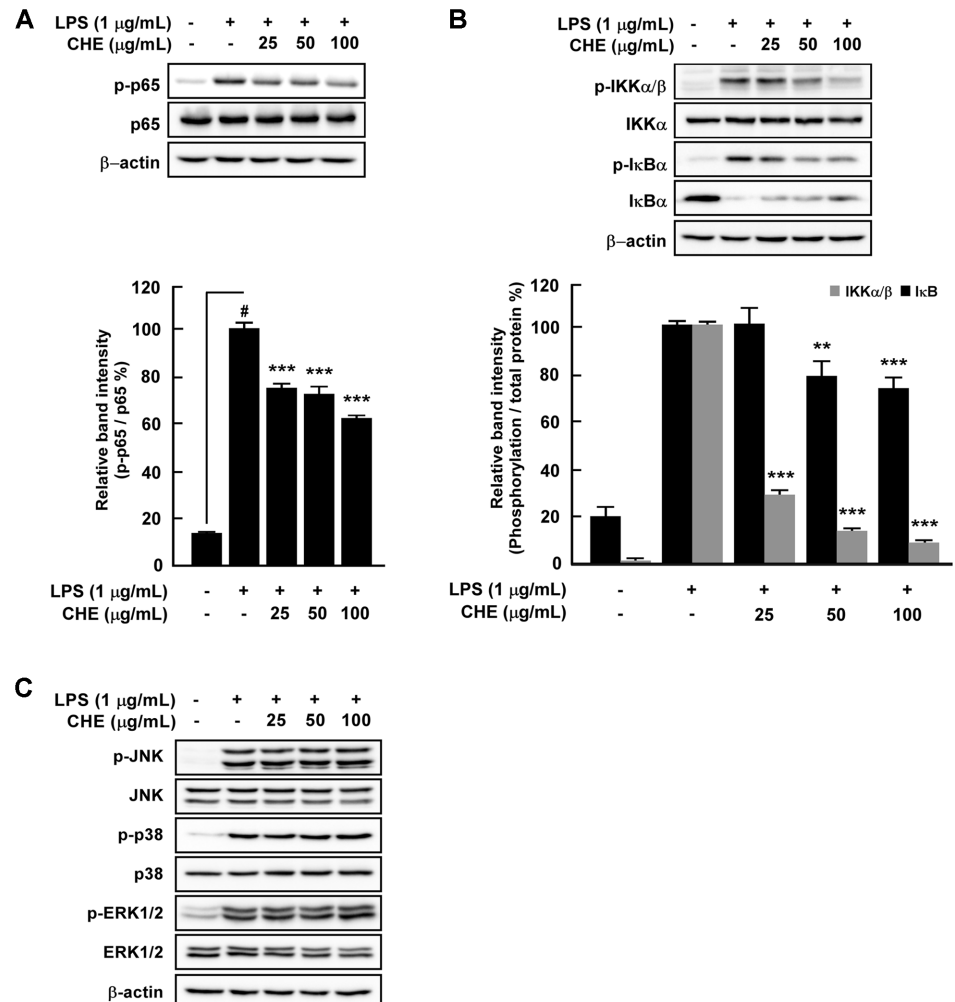 A
LPS (1 μg/mL) - + + + +
CHE (μg/mL) - - 25 50 100
p-p65
p65
β–actin
Relative band intensity
(p-p65 / p65 %)
120
100
80
60
40
20
0
# *** *** ***
LPS (1 μg/mL) - + + + +
CHE (μg/mL) - - 25 50 100
B
LPS (1 μg/mL) - + + + +
CHE (μg/mL) - - 25 50 100
p-IKKα/β
IKKα
p-IκBα
IκBα
β–actin
Relative band intensity
(Phosphorylation / total protein %)
120
100
80
60
40
20
0
IKKα/β IκB
** ***
*** *** ***
LPS (1 μg/mL) - + + + +
CHE (μg/mL) - - 25 50 100
C
LPS (1 μg/mL) - + + + +
CHE (μg/mL) - - 25 50 100
p-JNK
JNK
p-p38
p38
p-ERK1/2
ERK1/2
β-actin